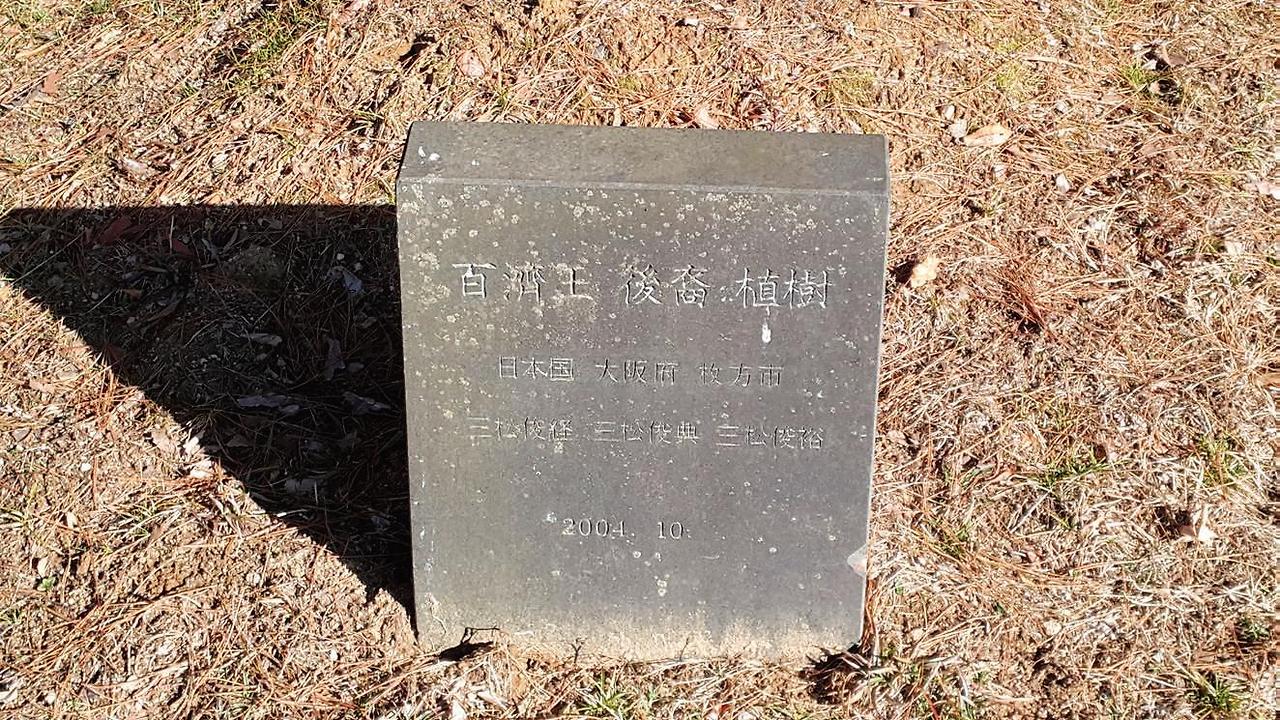 百濟王 後裔 植樹
日本国 大阪府 枚方市
三松俊経 三松俊典 三松俊裕
2004. 10.